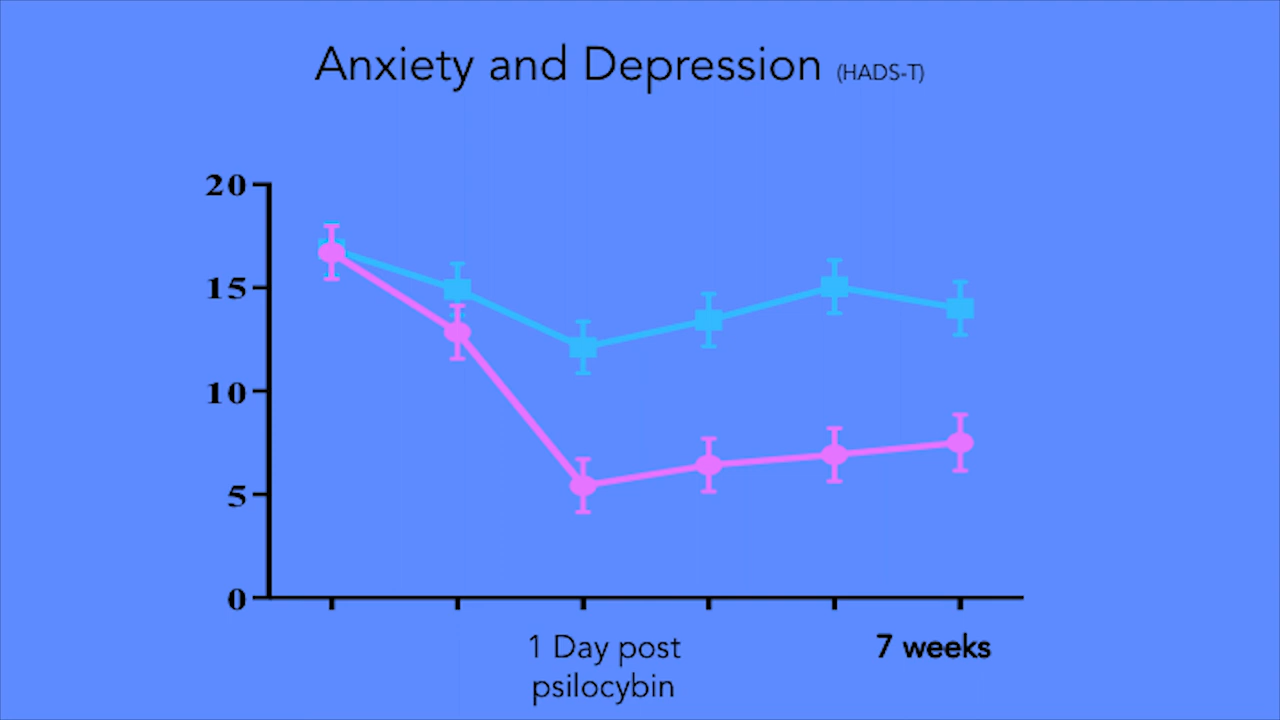 Anxiety and Depression (HADS-T)
20
15
10
5
0
1 Day post
psilocybin
7 weeks